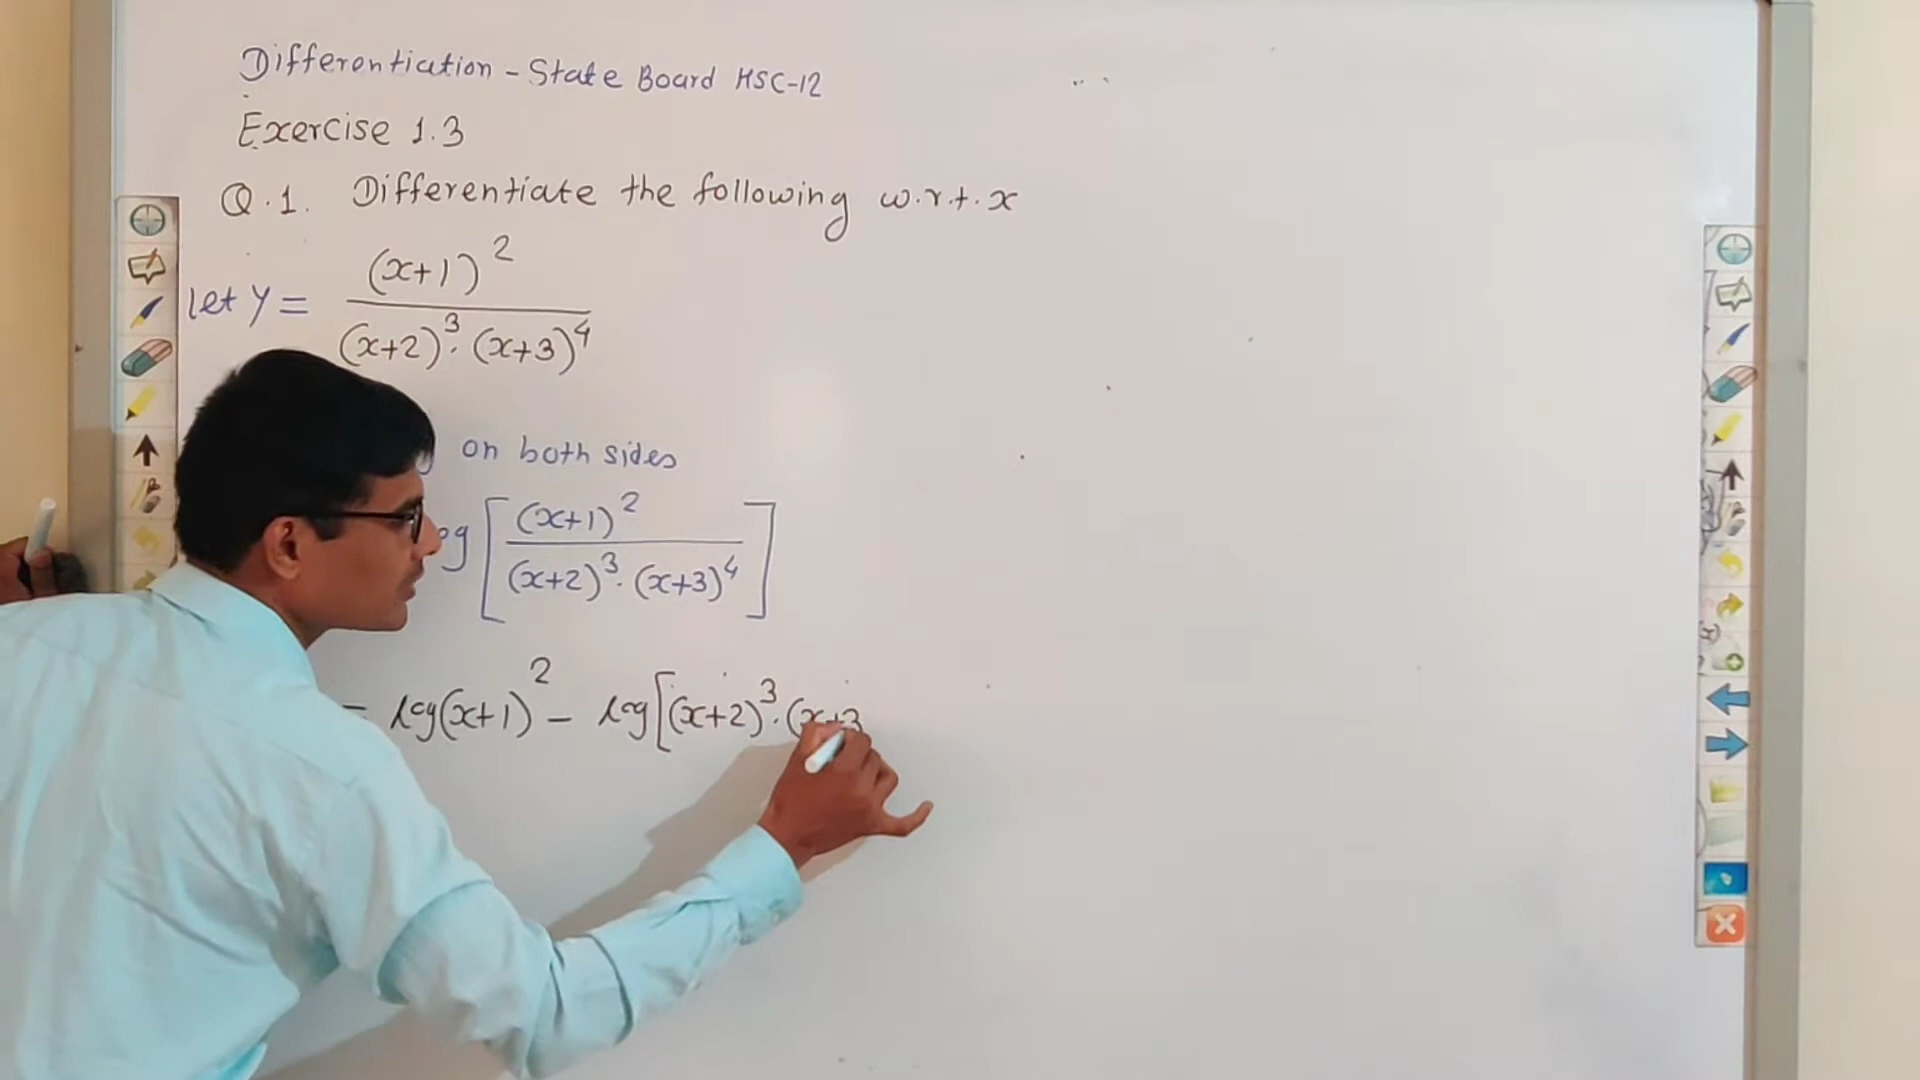 Differentiation - State Board HSC-12
Exercise 1.3
Q.1. Differentiate the following w.r.t. x
let y = (x+1)^2 / (x+2)^3 · (x+3)^4
on both sides
[(x+1)^2 / (x+2)^3 · (x+3)^4]
= log(x+1)^2 - log[(x+2)^3 · (x+3